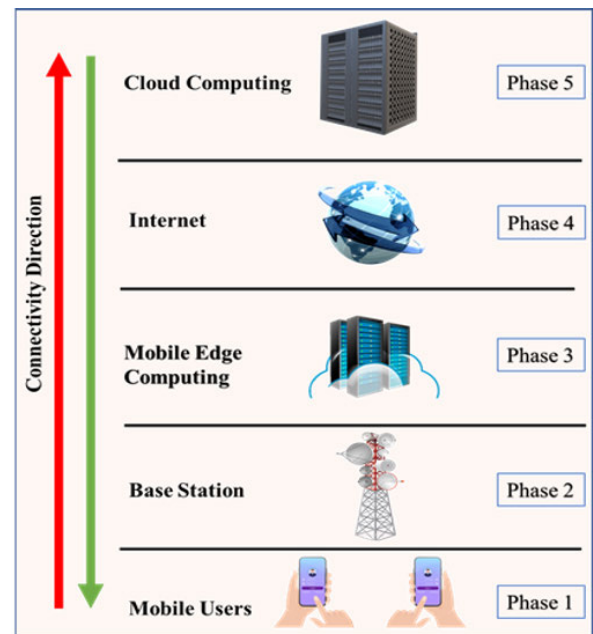 Connectivity Direction
Cloud Computing
Phase 5
Internet
Phase 4
Mobile Edge
Computing
Phase 3
Base Station
Phase 2
Mobile Users
Phase 1